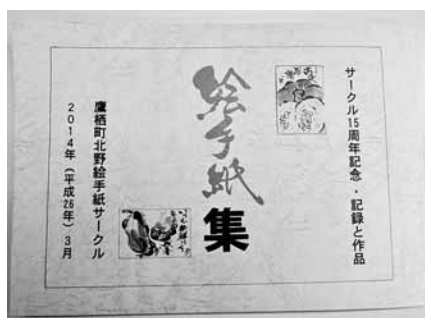 サークル15周年記念・記録と作品
絵手紙集
鷹栖町北野絵手紙サークル
2014年（平成26年）3月